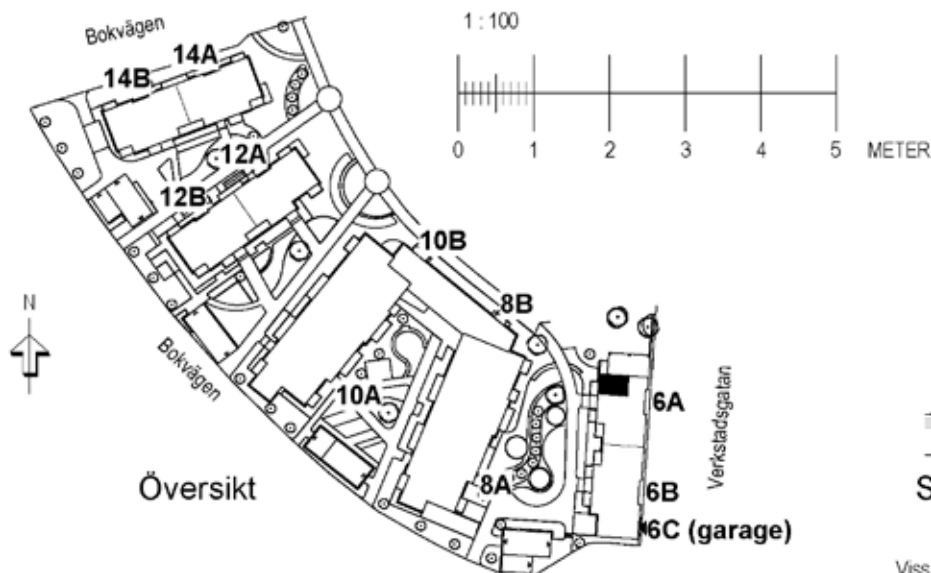 Bokvägen
1 : 100
14A
14B
0 1 2 3 4 5 METER
12A
12B
10B
N
8B
Bokvägen
10A
6A
Verkstadsgatan
Översikt
8A
6B
S
6C (garage)
Viss